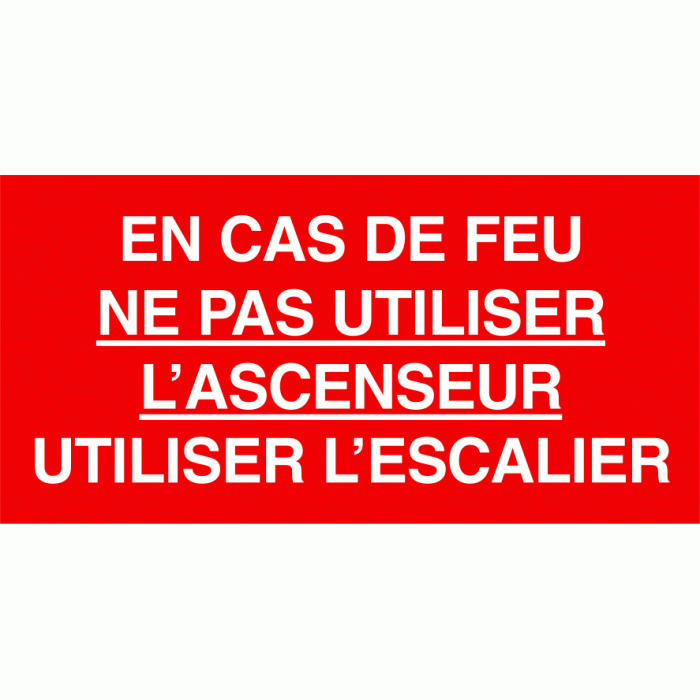 EN CAS DE FEU
NE PAS UTILISER
L’ASCENSEUR
UTILISER L’ESCALIER